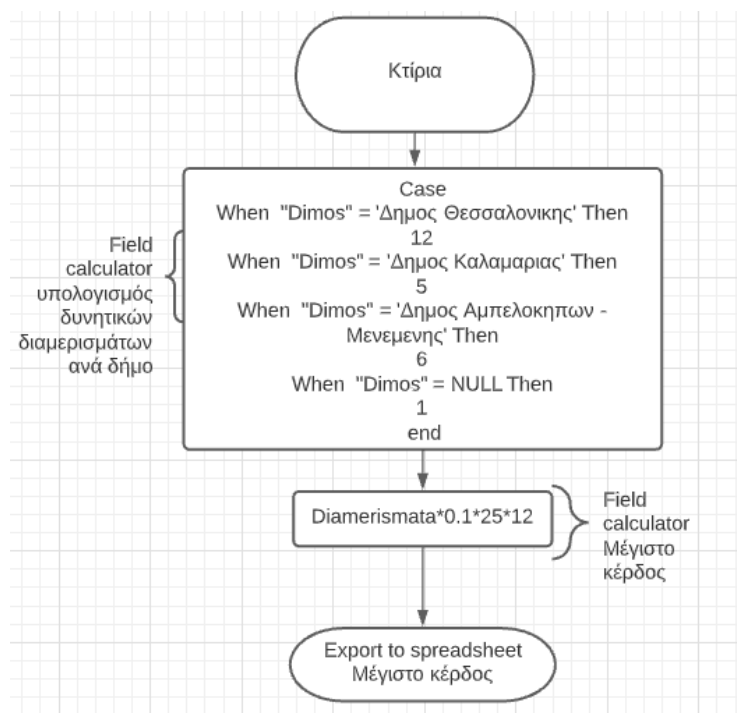 Κτίρια
Case
When "Dimos" = 'Δημος Θεσσαλονικης' Then
12
When "Dimos" = 'Δημος Καλαμαριας' Then
5
When "Dimos" = 'Δημος Αμπελοκηπων -
Μενεμενης' Then
6
When "Dimos" = NULL Then
1
end
Field
calculator
υπολογισμός
δυνητικών
διαμερισμάτων
ανά δήμο
Diamerismata*0.1*25*12
Field
calculator
Μέγιστο
κέρδος
Export to spreadsheet
Μέγιστο κέρδος